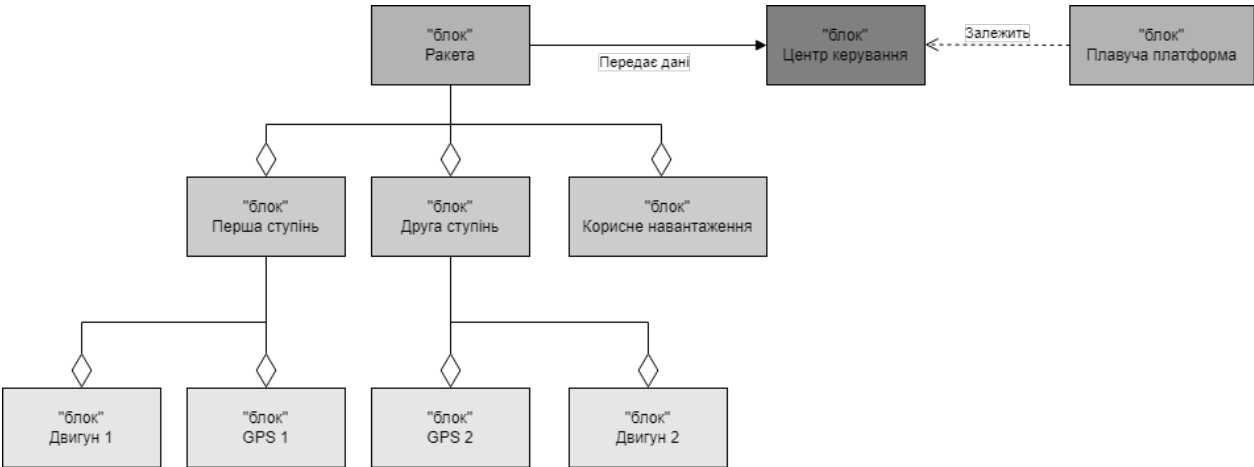 "блок"
Ракета
Передає дані
"блок"
Центр керування
Залежить
"блок"
Плавуча платформа
"блок"
Перша ступінь
"блок"
Друга ступінь
"блок"
Корисне навантаження
"блок"
Двигун 1
"блок"
GPS 1
"блок"
GPS 2
"блок"
Двигун 2